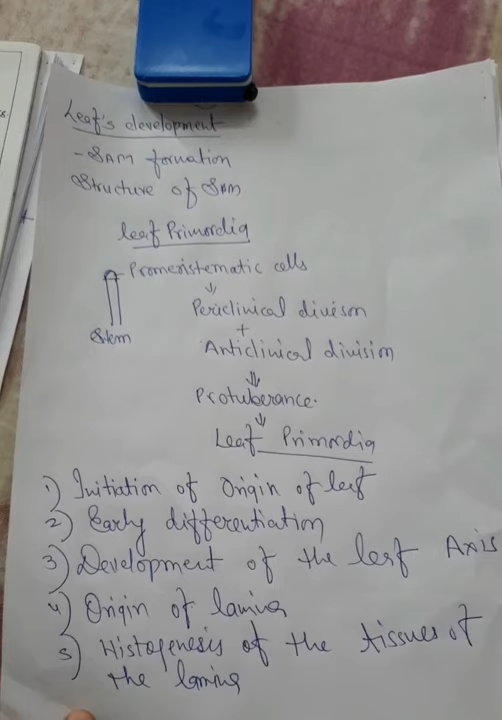 Leaf's development
- SAM formation
Structure of SAM
leaf Primordia
Promeristematic cells
⇓
Stem
Periclinical divison
+
Anticlinical division
⇓
Protuberance.
⇓
Leaf Primordia
1) Initiation of Origin of leaf
2) Early differentiation
3) Development of the leaf Axis
4) Origin of lamina
5) Histogenesis of the tissues of
the lamina